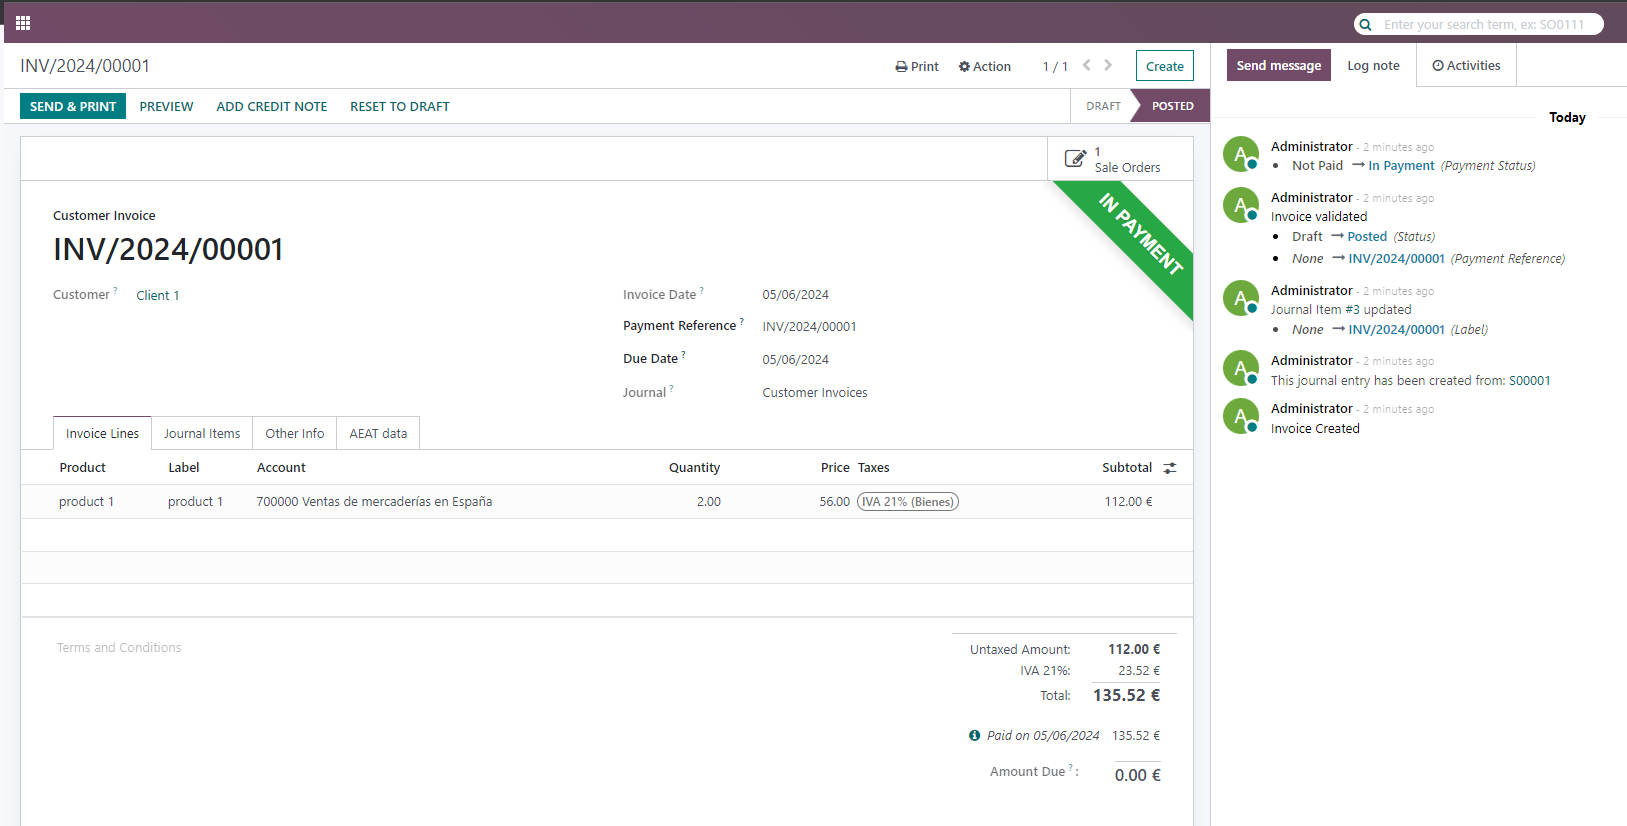 Enter your search term, ex: SO0111
INV/2024/00001
Print
Action
1 / 1
Create
SEND & PRINT
PREVIEW
ADD CREDIT NOTE
RESET TO DRAFT
DRAFT
POSTED
1
Sale Orders
IN PAYMENT
Customer Invoice
INV/2024/00001
Customer ?
Client 1
Invoice Date ?
05/06/2024
Payment Reference ?
INV/2024/00001
Due Date ?
05/06/2024
Journal ?
Customer Invoices
Invoice Lines
Journal Items
Other Info
AEAT data
Product Label Account Quantity Price Taxes Subtotal
product 1 product 1 700000 Ventas de mercaderías en España 2.00 56.00 IVA 21% (Bienes) 112.00 €
Terms and Conditions
Untaxed Amount: 112.00 €
IVA 21%: 23.52 €
Total: 135.52 €
Paid on 05/06/2024 135.52 €
Amount Due ? : 0.00 €
Send message
Log note
Activities
Today
A
Administrator - 2 minutes ago
Not Paid → In Payment (Payment Status)
A
Administrator - 2 minutes ago
Invoice validated
Draft → Posted (Status)
None → INV/2024/00001 (Payment Reference)
A
Administrator - 2 minutes ago
Journal Item #3 updated
None → INV/2024/00001 (Label)
A
Administrator - 2 minutes ago
This journal entry has been created from: S00001
A
Administrator - 2 minutes ago
Invoice Created